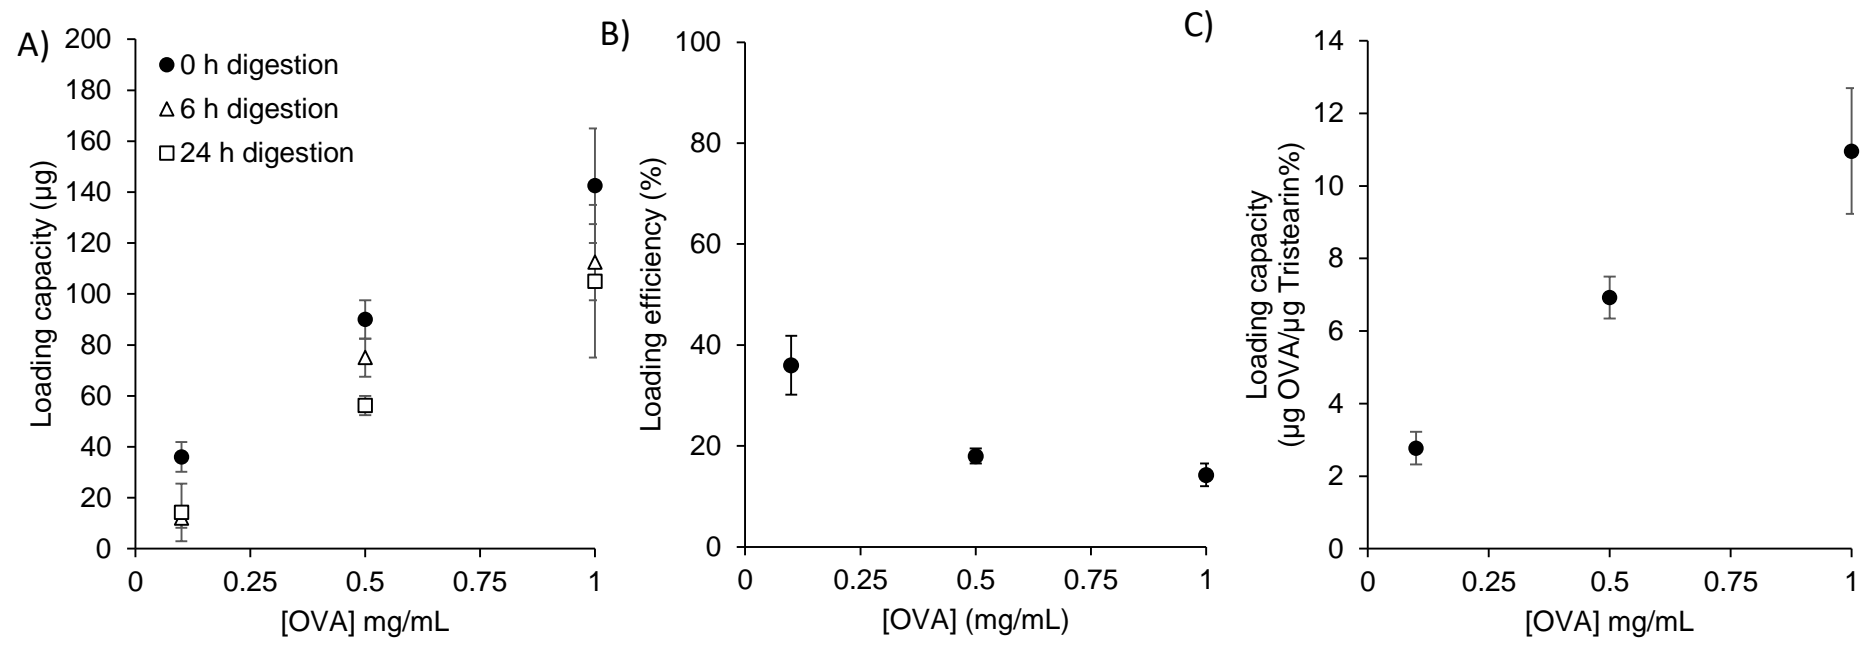 A)
Loading capacity (µg)
200
180
160
140
120
100
80
60
40
20
0
0 h digestion
6 h digestion
24 h digestion
0 0.25 0.5 0.75 1
[OVA] mg/mL
B)
Loading efficiency (%)
100
80
60
40
20
0
0 0.25 0.5 0.75 1
[OVA] (mg/mL)
C)
Loading capacity
(µg OVA/µg Tristearin%)
14
12
10
8
6
4
2
0
0 0.25 0.5 0.75 1
[OVA] mg/mL